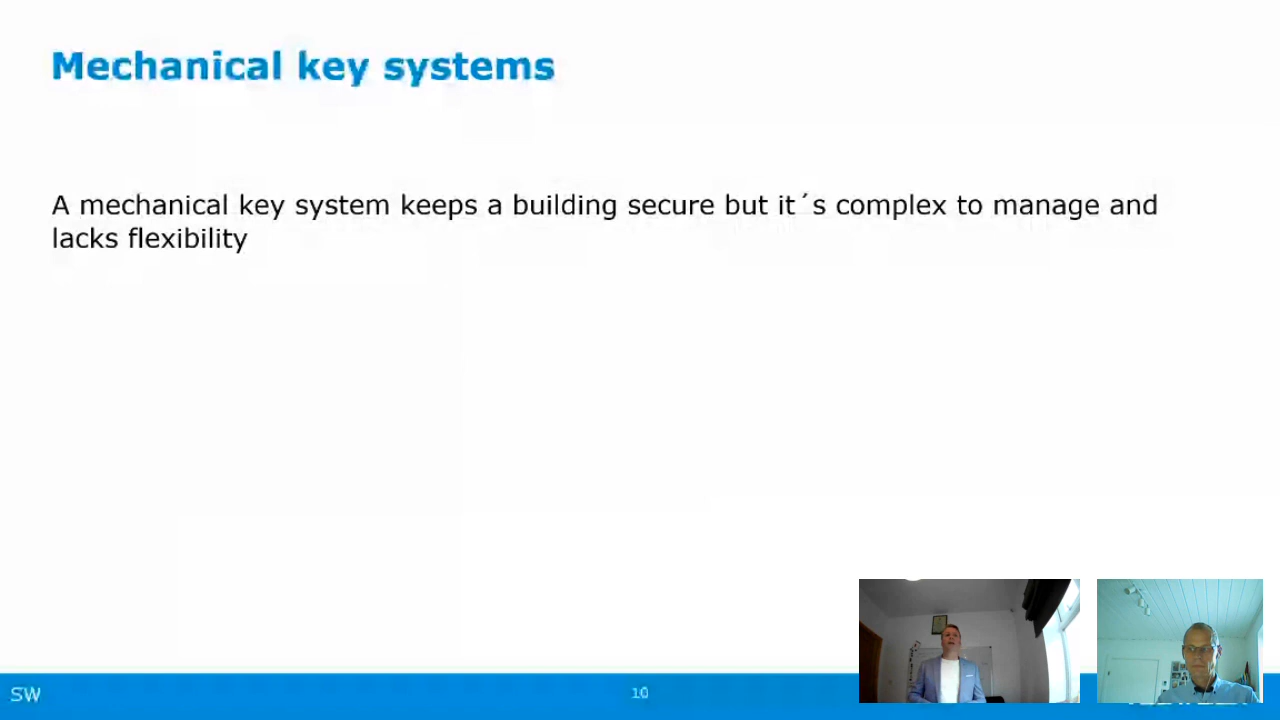 Mechanical key systems
A mechanical key system keeps a building secure but it´s complex to manage and
lacks flexibility
SW
10